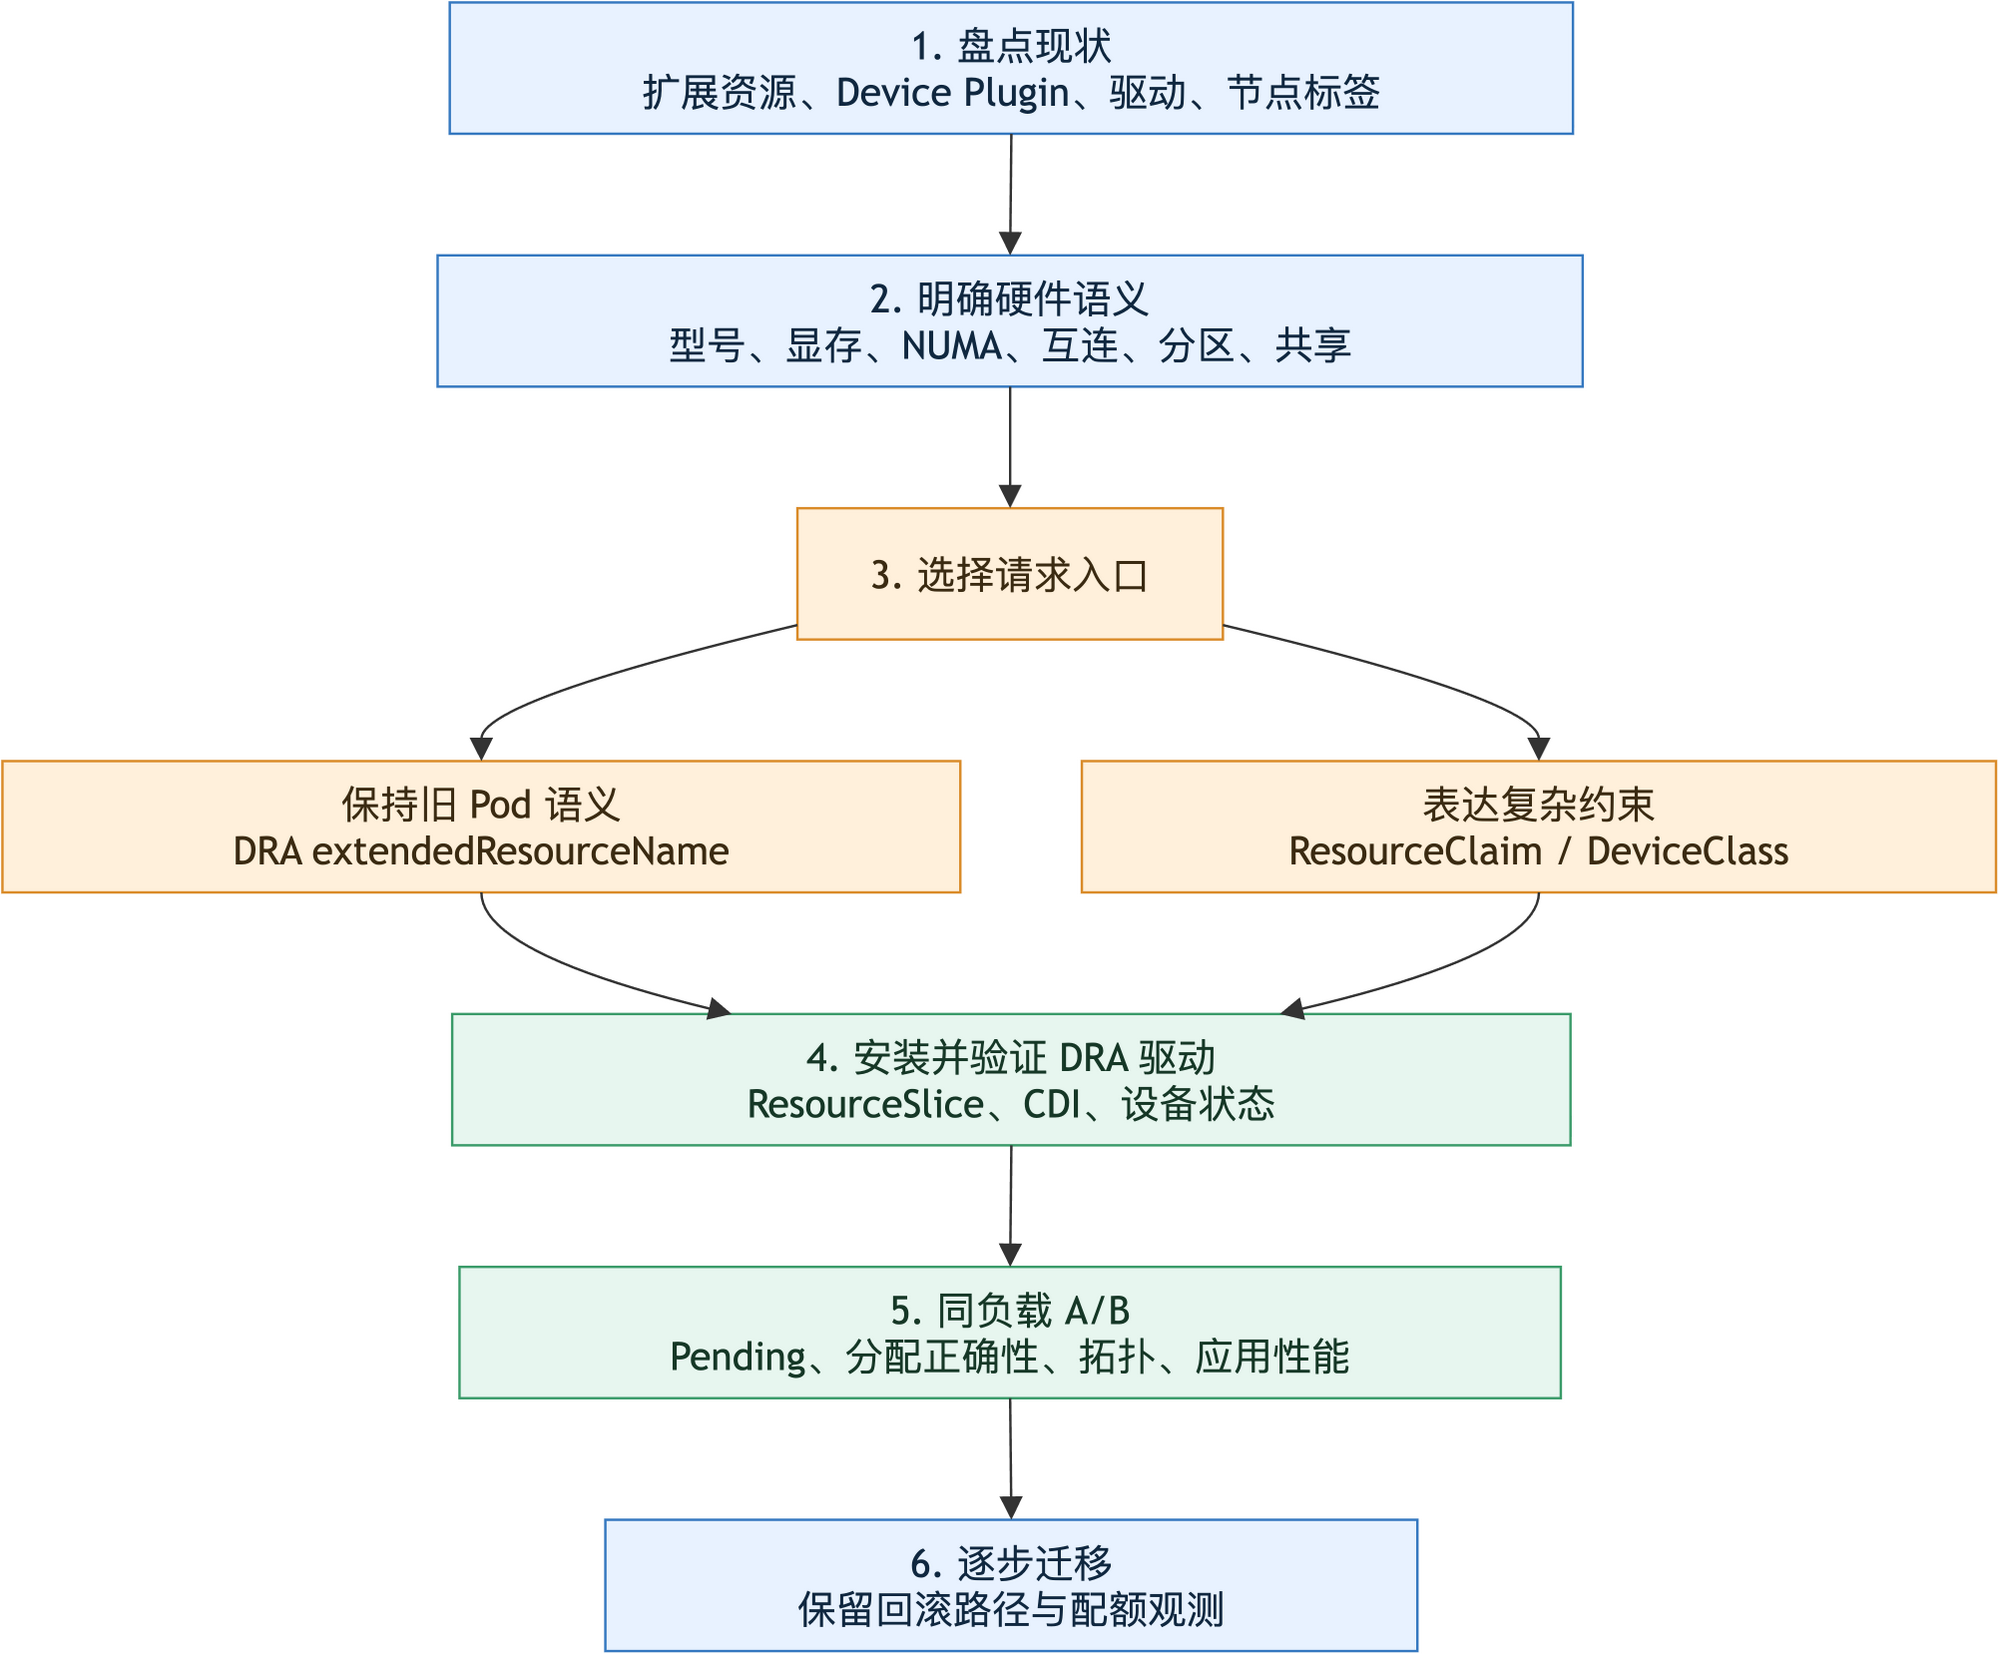 1. 盘点现状
扩展资源、Device Plugin、驱动、节点标签
2. 明确硬件语义
型号、显存、NUMA、互连、分区、共享
3. 选择请求入口
保持旧 Pod 语义
DRA extendedResourceName
表达复杂约束
ResourceClaim / DeviceClass
4. 安装并验证 DRA 驱动
ResourceSlice、CDI、设备状态
5. 同负载 A/B
Pending、分配正确性、拓扑、应用性能
6. 逐步迁移
保留回滚路径与配额观测